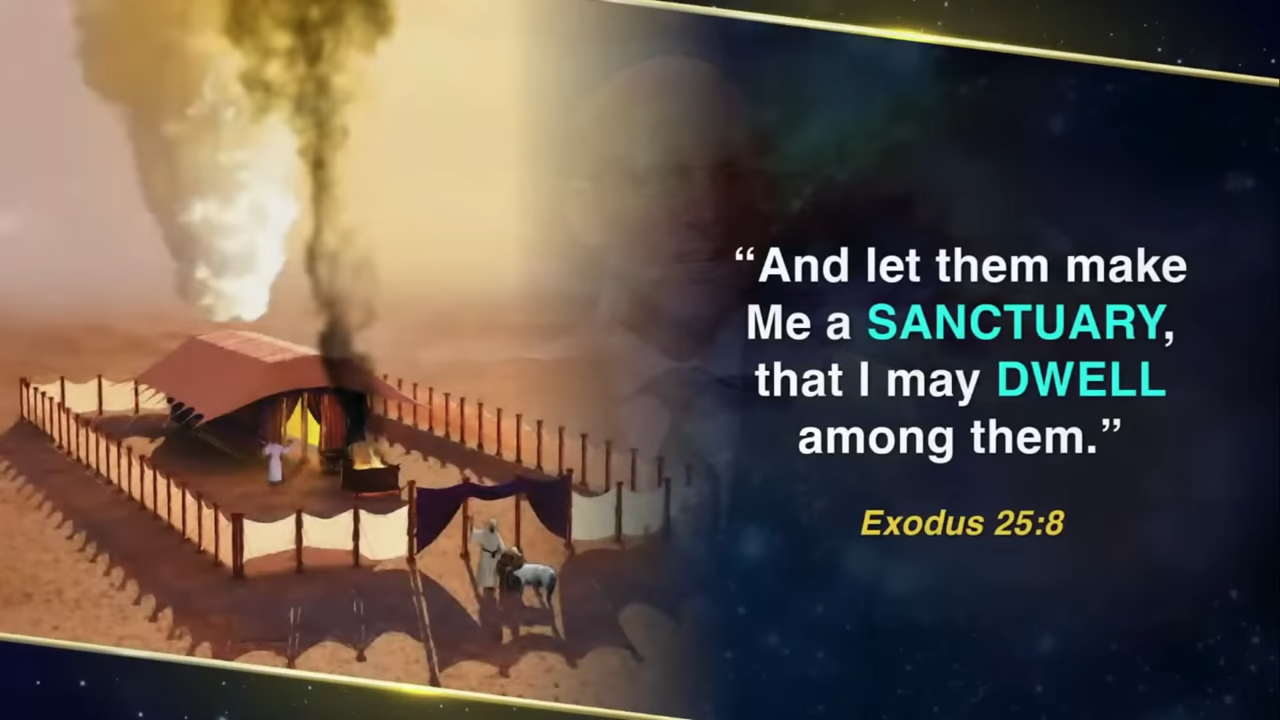 “And let them make
Me a SANCTUARY,
that I may DWELL
among them.”
Exodus 25:8